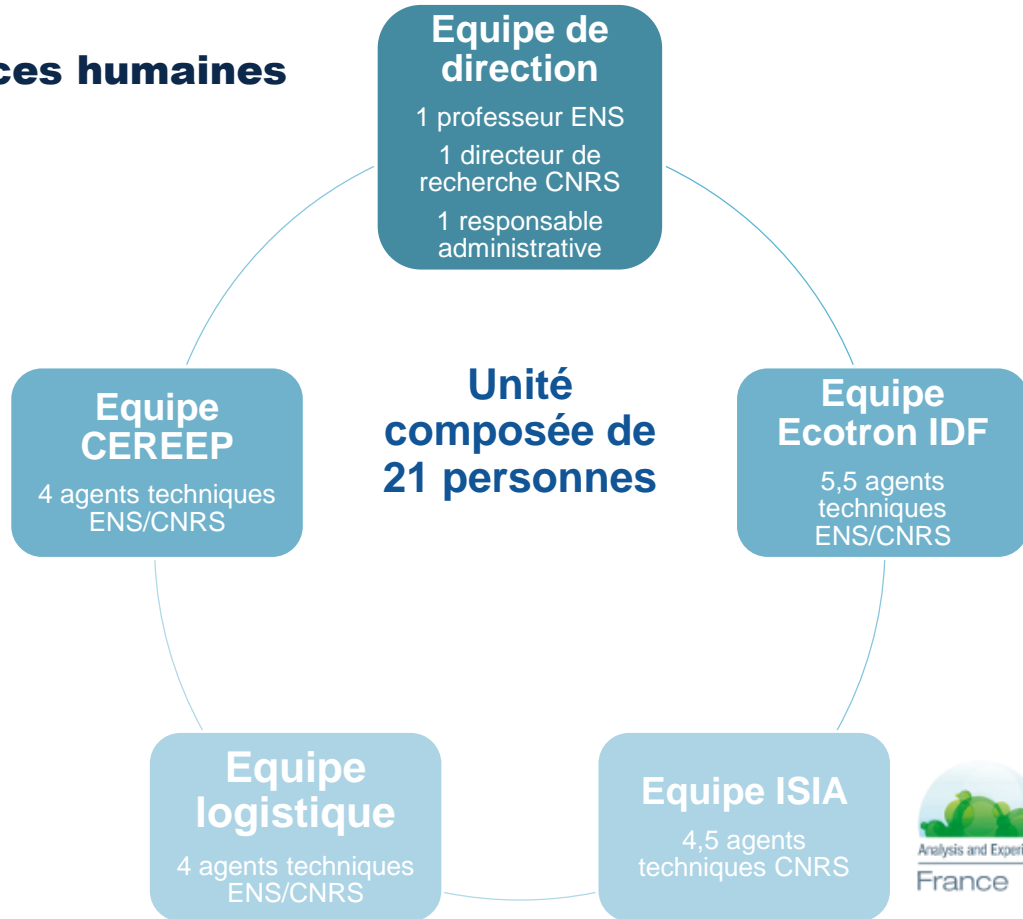 ces humaines
Equipe de
direction
1 professeur ENS
1 directeur de
recherche CNRS
1 responsable
administrative
Unité
composée de
21 personnes
Equipe
CEREEP
4 agents techniques
ENS/CNRS
Equipe
Ecotron IDF
5,5 agents
techniques
ENS/CNRS
Equipe
logistique
4 agents techniques
ENS/CNRS
Equipe ISIA
4,5 agents
techniques CNRS
Analysis and Experi
France